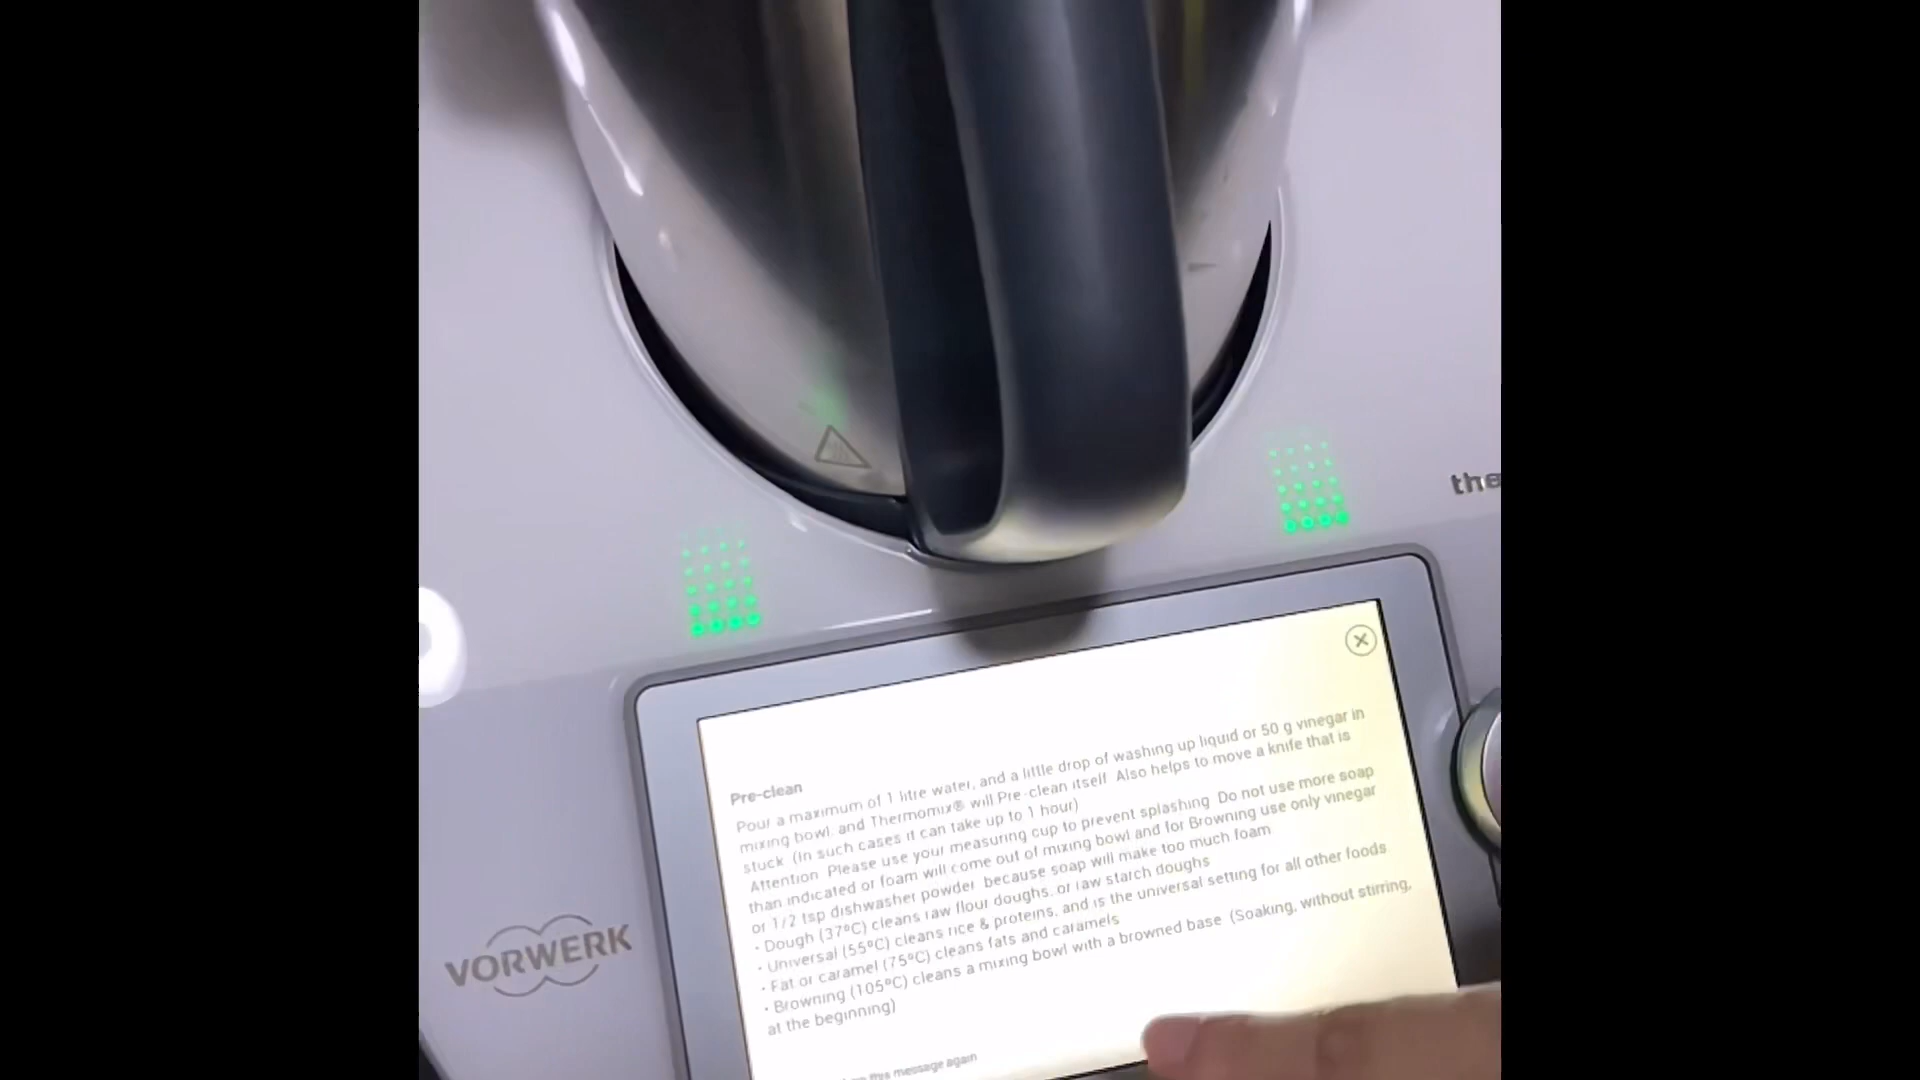 the
Pre-clean
Pour a maximum of 1 litre water, and a little drop of washing up liquid or 50 g vinegar in
mixing bowl, and Thermomix® will Pre-clean itself. Also helps to move a knife that is
stuck. (In such cases it can take up to 1 hour)
Attention. Please use your measuring cup to prevent splashing. Do not use more soap
than indicated or foam will come out of mixing bowl and for Browning use only vinegar
or 1/2 tsp dishwasher powder, because soap will make too much foam
· Dough (37ºC) cleans raw flour doughs, or raw starch doughs
· Universal (55ºC) cleans rice & proteins, and is the universal setting for all other foods
· Fat or caramel (75ºC) cleans fats and caramels
· Browning (105ºC) cleans a mixing bowl with a browned base. (Soaking, without stirring,
at the beginning)
this message again
VORWERK